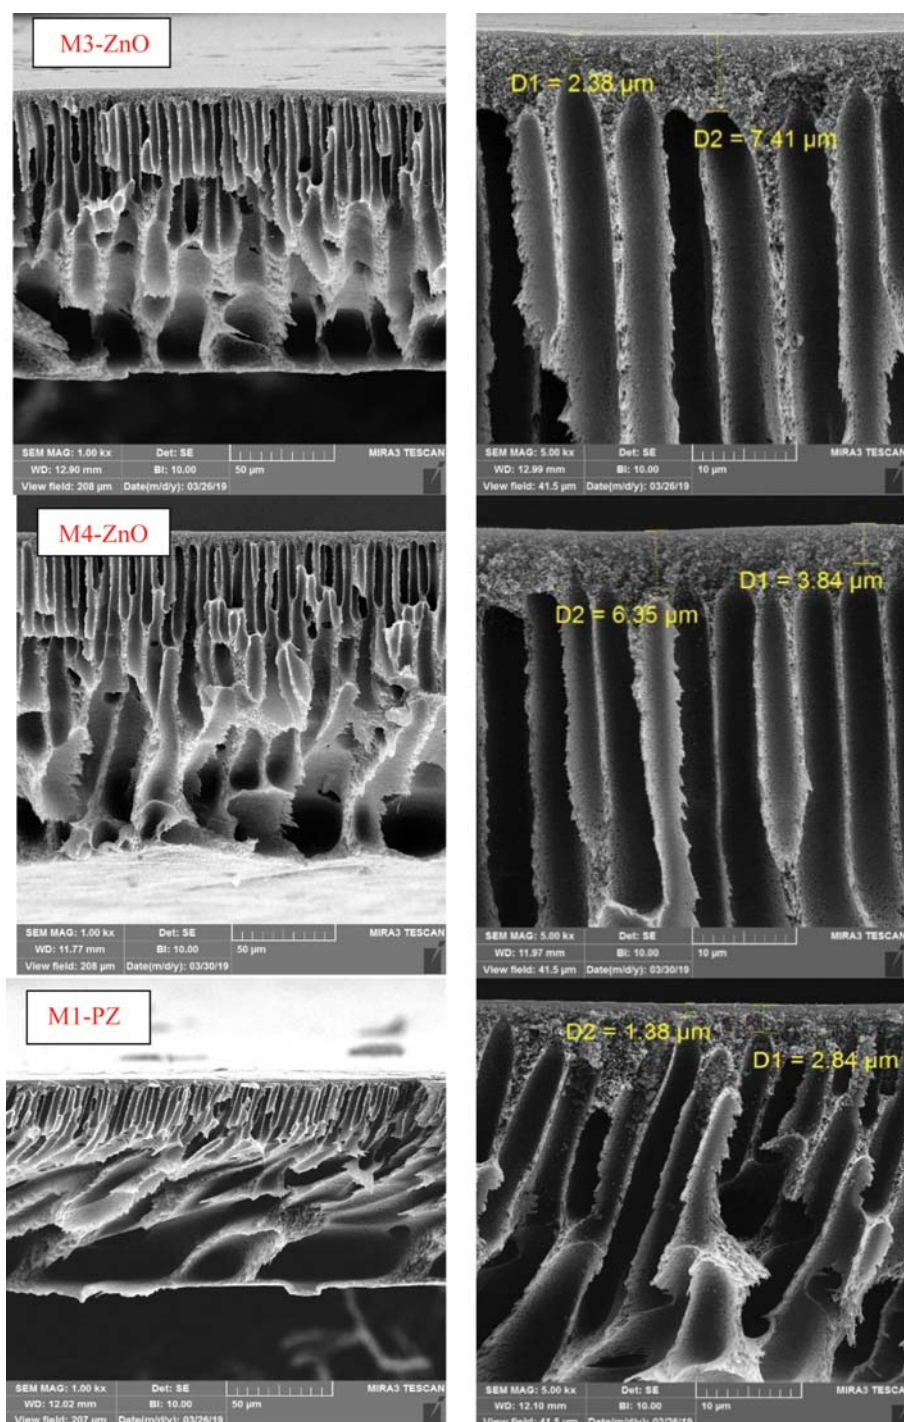 M3-ZnO
SEM MAG: 1.00 kx Det: SE MIRA3 TESCAN
WD: 12.90 mm BI: 10.00 50 µm
View field: 208 µm Date(m/d/y): 03/26/19
D1 = 2.38 µm
D2 = 7.41 µm
SEM MAG: 5.00 kx Det: SE MIRA3 TESCAN
WD: 12.99 mm BI: 10.00 10 µm
View field: 41.5 µm Date(m/d/y): 03/26/19
M4-ZnO
SEM MAG: 1.00 kx Det: SE MIRA3 TESCAN
WD: 11.77 mm BI: 10.00 50 µm
View field: 208 µm Date(m/d/y): 03/30/19
D1 = 3.84 µm
D2 = 6.35 µm
SEM MAG: 5.00 kx Det: SE MIRA3 TESCAN
WD: 11.97 mm BI: 10.00 10 µm
View field: 41.5 µm Date(m/d/y): 03/30/19
M1-PZ
SEM MAG: 1.00 kx Det: SE MIRA3 TESCAN
WD: 12.02 mm BI: 10.00 50 µm
View field: 207 µm Date(m/d/y): 03/26/19
D2 = 1.38 µm
D1 = 2.84 µm
SEM MAG: 5.00 kx Det: SE MIRA3 TESCAN
WD: 12.10 mm BI: 10.00 10 µm
View field: 41.5 µm Date(m/d/y): 03/26/19